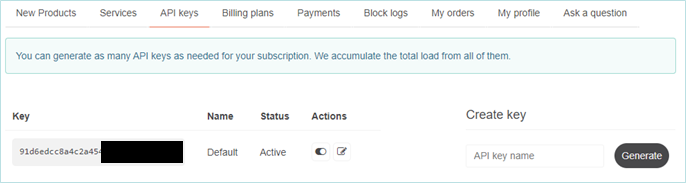 New Products Services API keys Billing plans Payments Block logs My orders My profile Ask a question
You can generate as many API keys as needed for your subscription. We accumulate the total load from all of them.
Key Name Status Actions
91d6edcc8a4c2a454 Default Active
Create key
API key name Generate